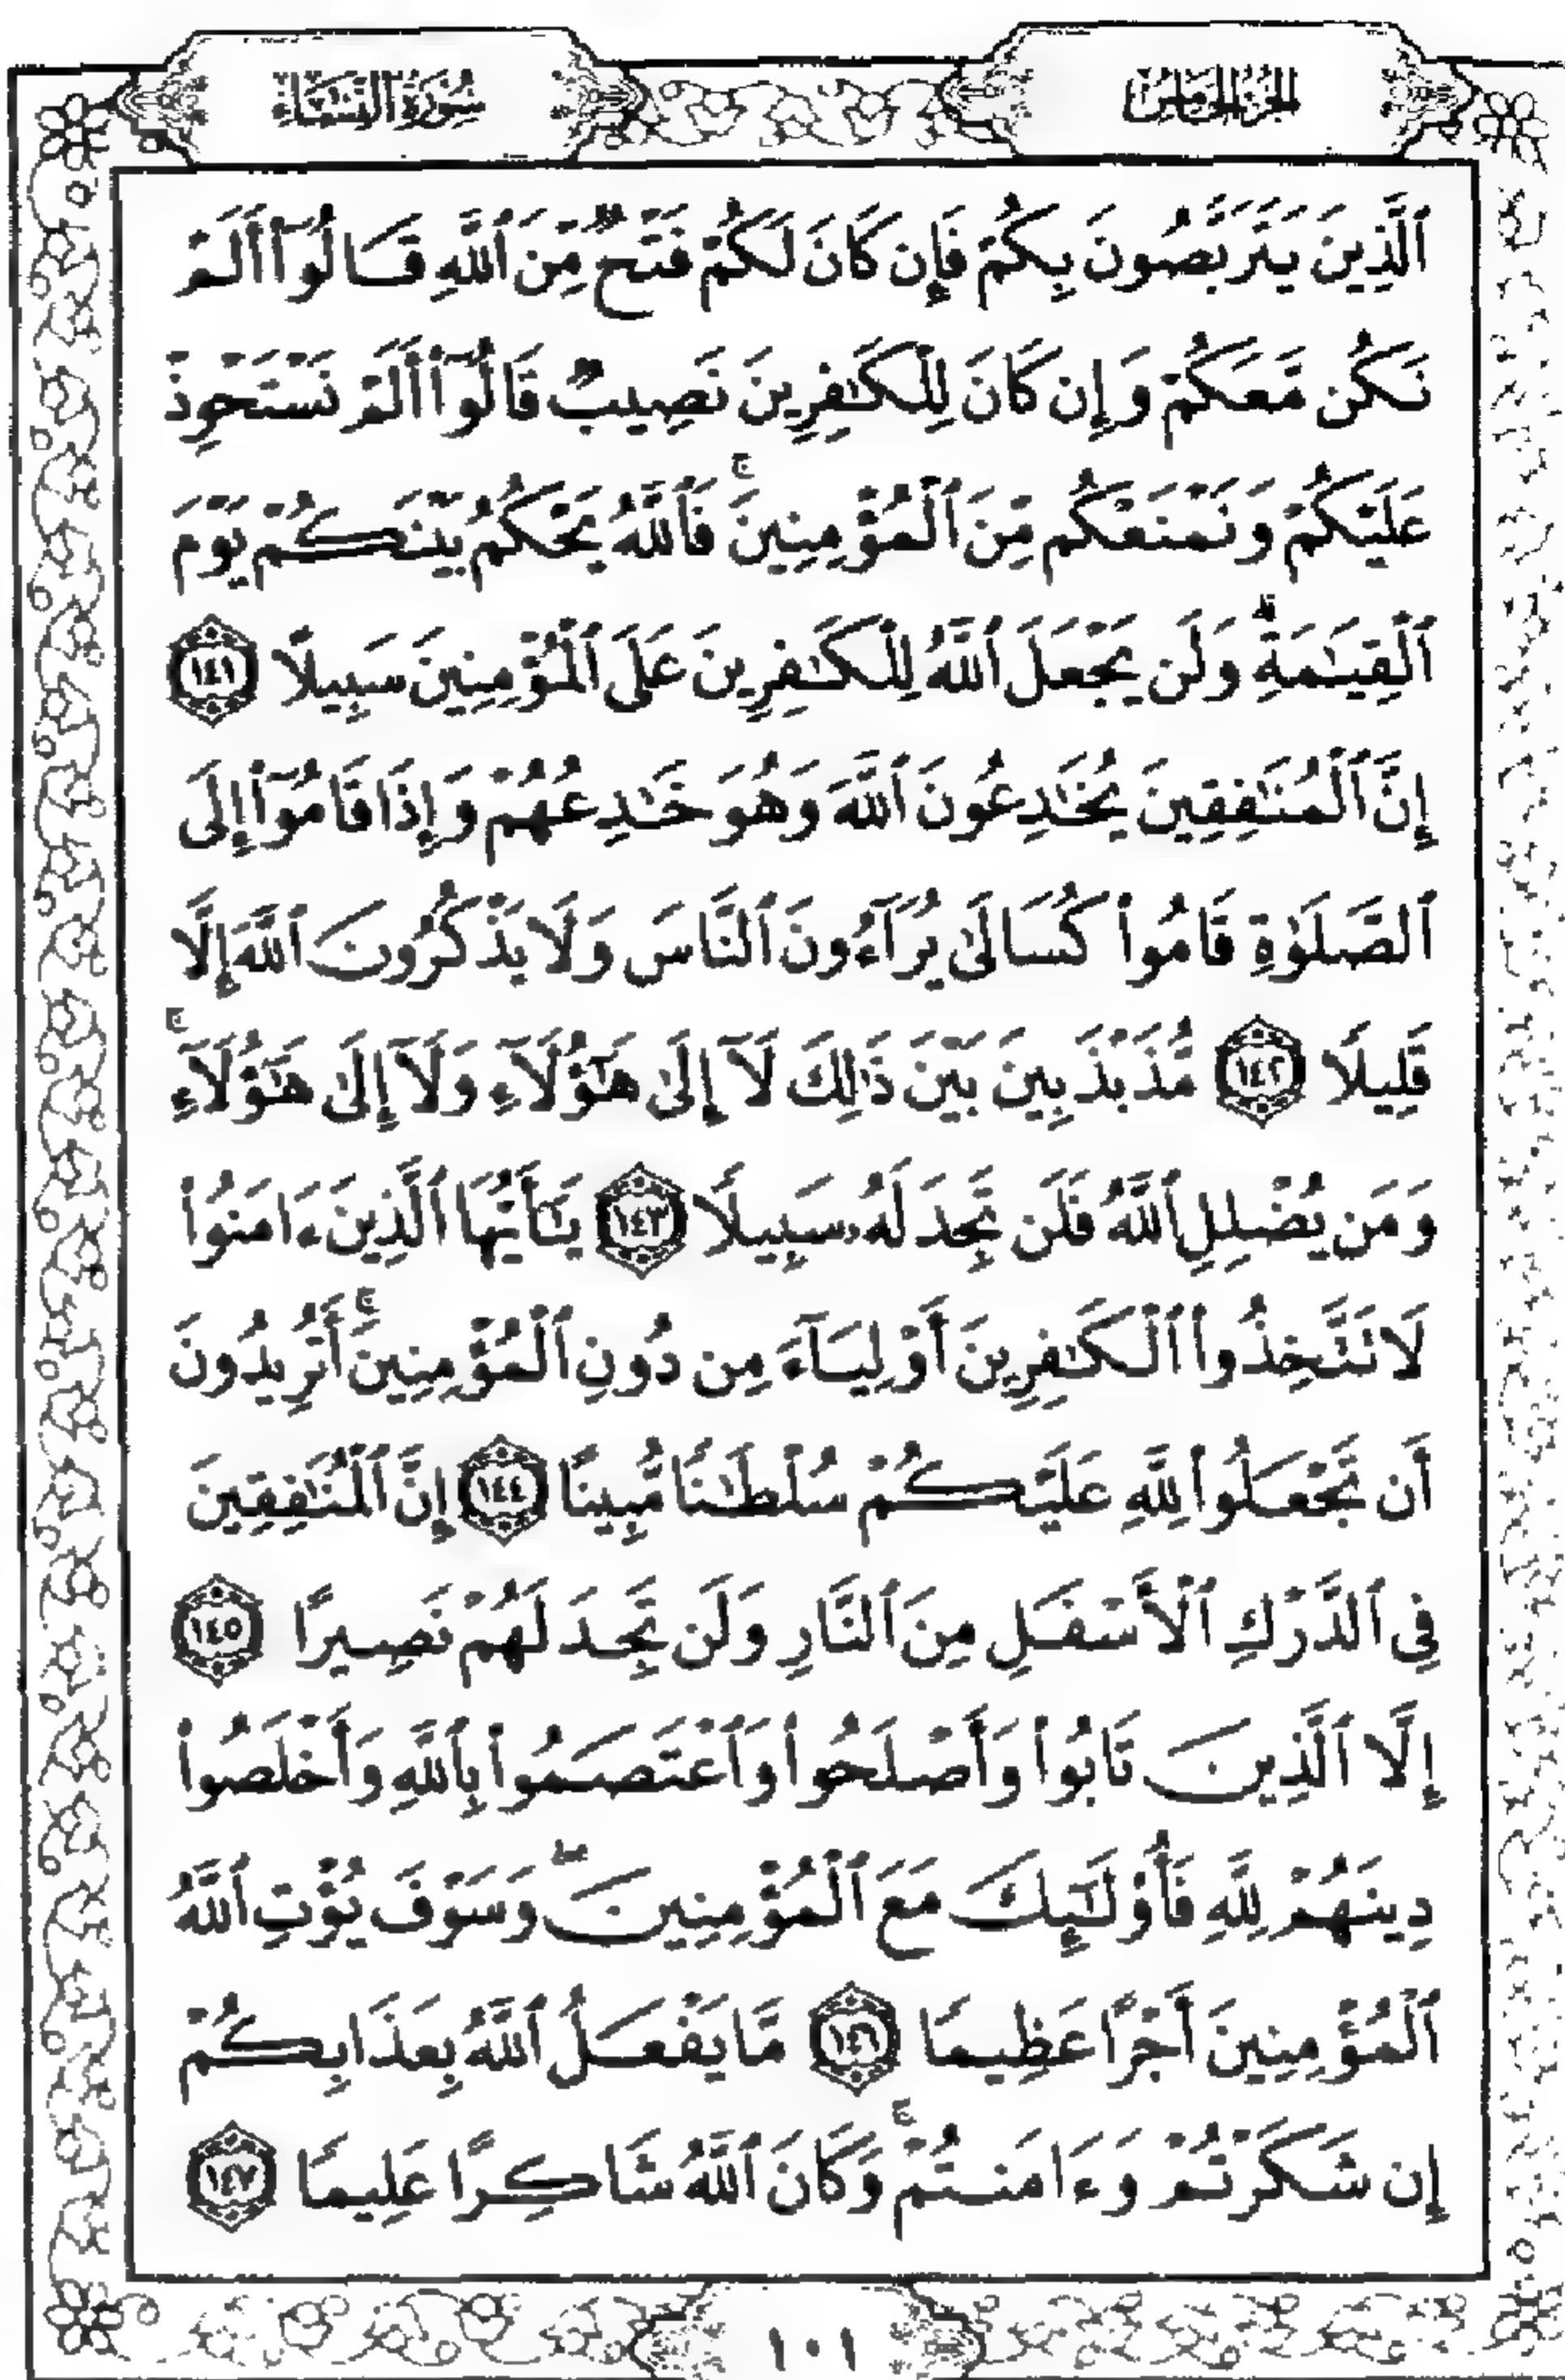 الجزء الخامس
سورة النساء
ٱلَّذِينَ يَتَرَبَّصُونَ بِكُمْ فَإِن كَانَ لَكُمْ فَتْحٌ مِّنَ ٱللَّهِ قَالُوٓا۟ أَلَمْ
نَكُن مَّعَكُمْ وَإِن كَانَ لِلْكَـٰفِرِينَ نَصِيبٌ قَالُوٓا۟ أَلَمْ نَسْتَحْوِذْ
عَلَيْكُمْ وَنَمْنَعْكُم مِّنَ ٱلْمُؤْمِنِينَ ۚ فَٱللَّهُ يَحْكُمُ بَيْنَكُمْ يَوْمَ
ٱلْقِيَـٰمَةِ ۗ وَلَن يَجْعَلَ ٱللَّهُ لِلْكَـٰفِرِينَ عَلَى ٱلْمُؤْمِنِينَ سَبِيلًا ١٤١
إِنَّ ٱلْمُنَـٰفِقِينَ يُخَـٰدِعُونَ ٱللَّهَ وَهُوَ خَـٰدِعُهُمْ وَإِذَا قَامُوٓا۟ إِلَى
ٱلصَّلَوٰةِ قَامُوا۟ كُسَالَىٰ يُرَآءُونَ ٱلنَّاسَ وَلَا يَذْكُرُونَ ٱللَّهَ إِلَّا
قَلِيلًا ١٤٢ مُّذَبْذَبِينَ بَيْنَ ذَٰلِكَ لَآ إِلَىٰ هَـٰٓؤُلَآءِ وَلَآ إِلَىٰ هَـٰٓؤُلَآءِ ۚ
وَمَن يُضْلِلِ ٱللَّهُ فَلَن تَجِدَ لَهُۥ سَبِيلًا ١٤٣ يَـٰٓأَيُّهَا ٱلَّذِينَ ءَامَنُوا۟
لَا تَتَّخِذُوا۟ ٱلْكَـٰفِرِينَ أَوْلِيَآءَ مِن دُونِ ٱلْمُؤْمِنِينَ ۚ أَتُرِيدُونَ
أَن تَجْعَلُوا۟ لِلَّهِ عَلَيْكُمْ سُلْطَـٰنًا مُّبِينًا ١٤٤ إِنَّ ٱلْمُنَـٰفِقِينَ
فِى ٱلدَّرْكِ ٱلْأَسْفَلِ مِنَ ٱلنَّارِ وَلَن تَجِدَ لَهُمْ نَصِيرًا ١٤٥
إِلَّا ٱلَّذِينَ تَابُوا۟ وَأَصْلَحُوا۟ وَٱعْتَصَمُوا۟ بِٱللَّهِ وَأَخْلَصُوا۟
دِينَهُمْ لِلَّهِ فَأُو۟لَـٰٓئِكَ مَعَ ٱلْمُؤْمِنِينَ ۖ وَسَوْفَ يُؤْتِ ٱللَّهُ
ٱلْمُؤْمِنِينَ أَجْرًا عَظِيمًا ١٤٦ مَّا يَفْعَلُ ٱللَّهُ بِعَذَابِكُمْ
إِن شَكَرْتُمْ وَءَامَنتُمْ ۚ وَكَانَ ٱللَّهُ شَاكِرًا عَلِيمًا ١٤٧
١٠١